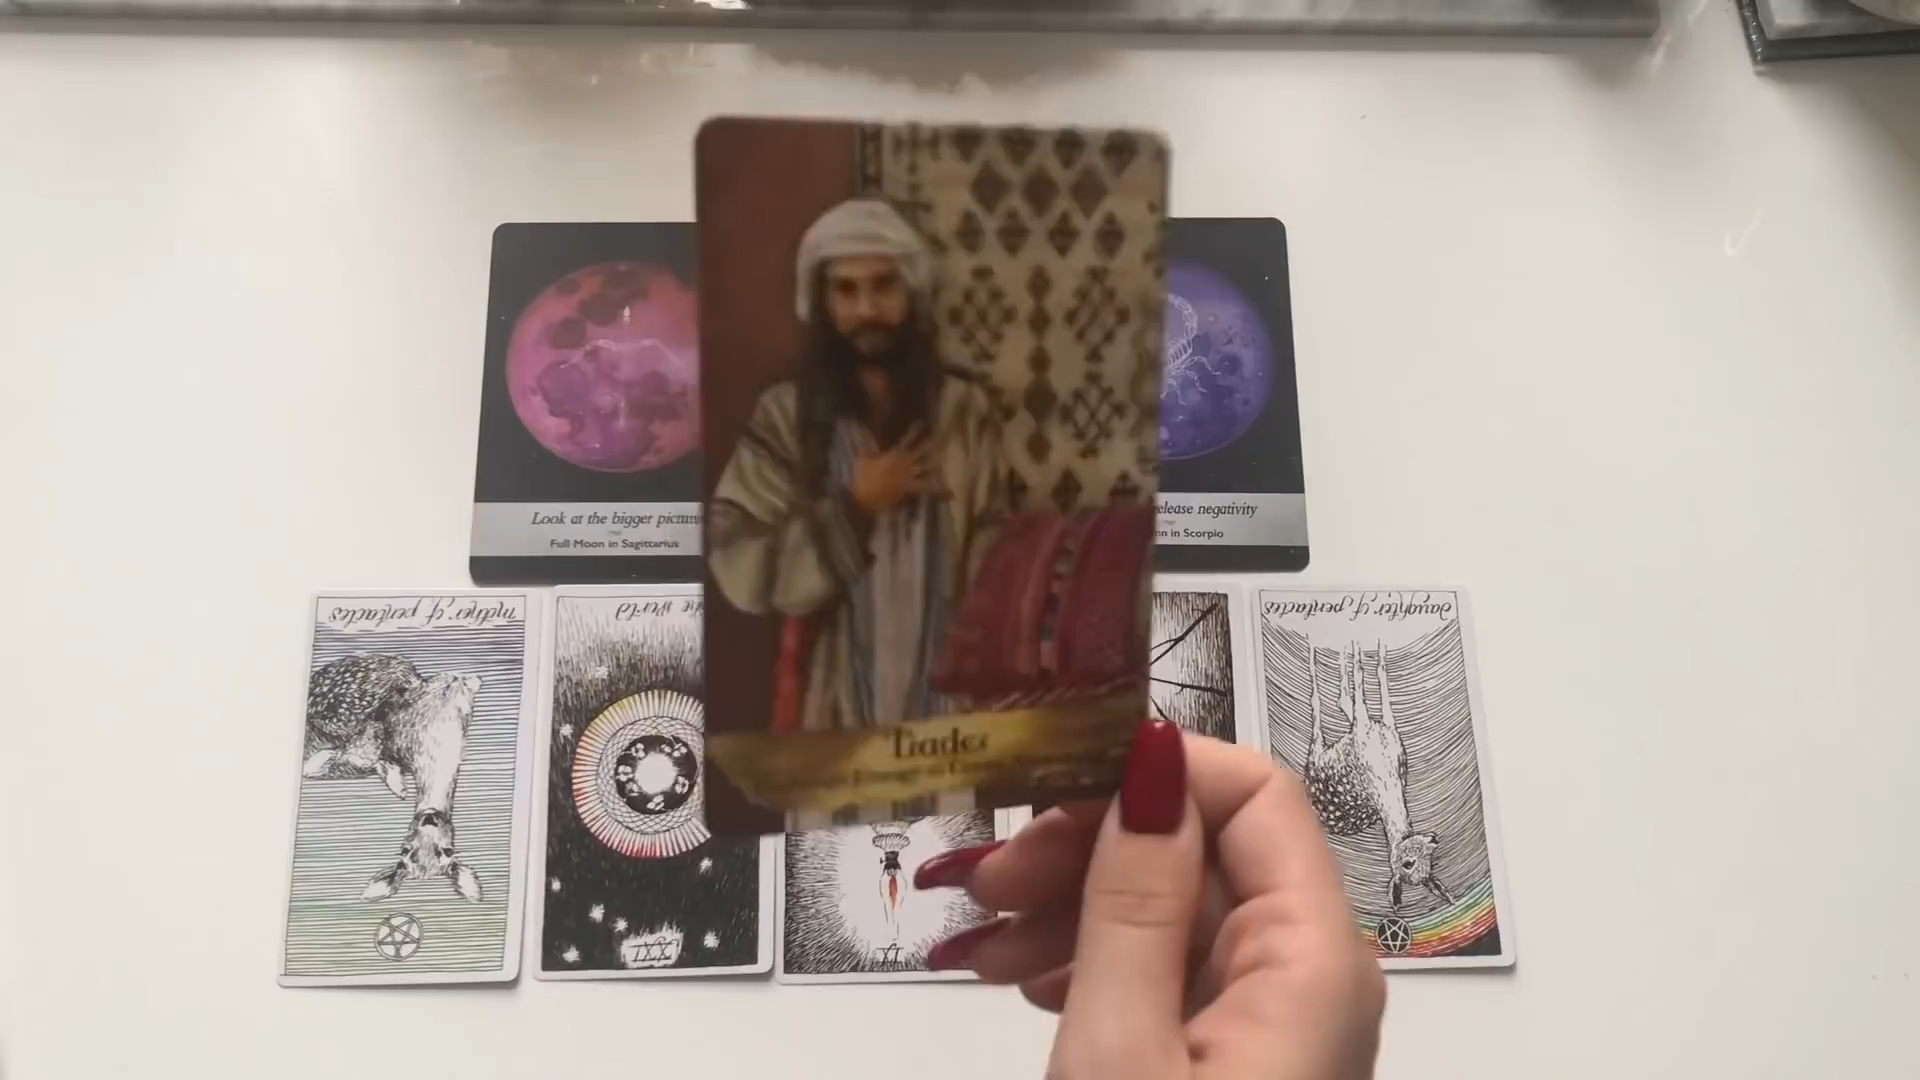 Look at the bigger picture
Full Moon in Sagittarius
release negativity
in Scorpio
mother of pentacles
the World
daughter of pentacles
Trader
XXI